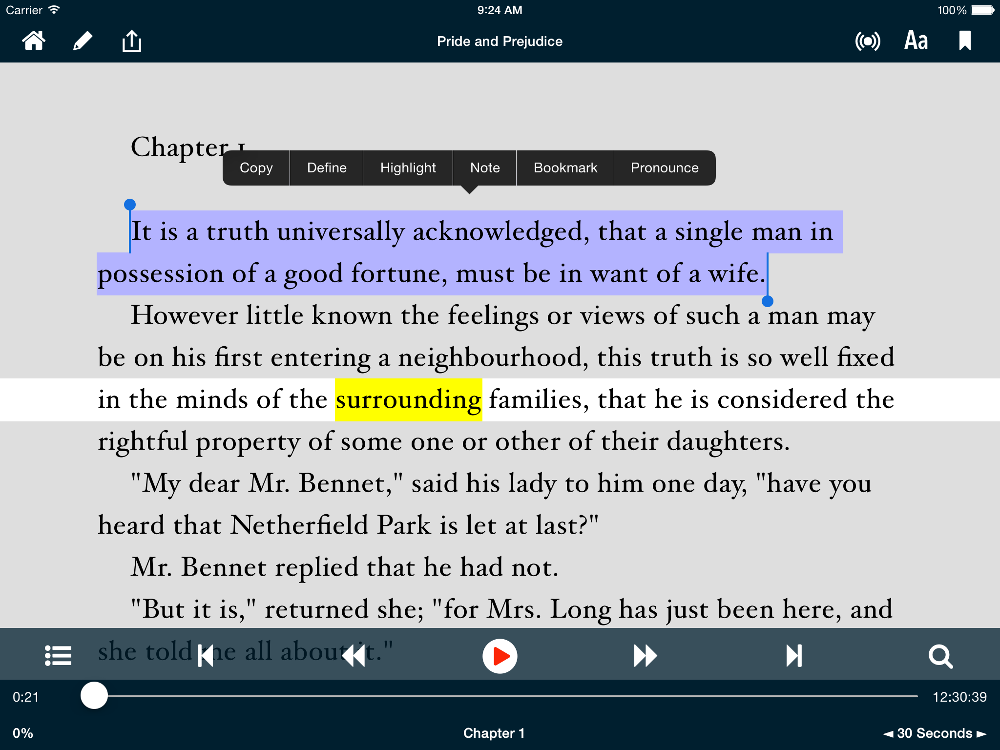 Carrier 9:24 AM 100%
Pride and Prejudice Aa
Chapter 1
Copy Define Highlight Note Bookmark Pronounce
It is a truth universally acknowledged, that a single man in
possession of a good fortune, must be in want of a wife.
However little known the feelings or views of such a man may
be on his first entering a neighbourhood, this truth is so well fixed
in the minds of the surrounding families, that he is considered the
rightful property of some one or other of their daughters.
"My dear Mr. Bennet," said his lady to him one day, "have you
heard that Netherfield Park is let at last?"
Mr. Bennet replied that he had not.
"But it is," returned she; "for Mrs. Long has just been here, and
she told me all about it."
0:21 12:30:39
0% Chapter 1 ◄ 30 Seconds ►